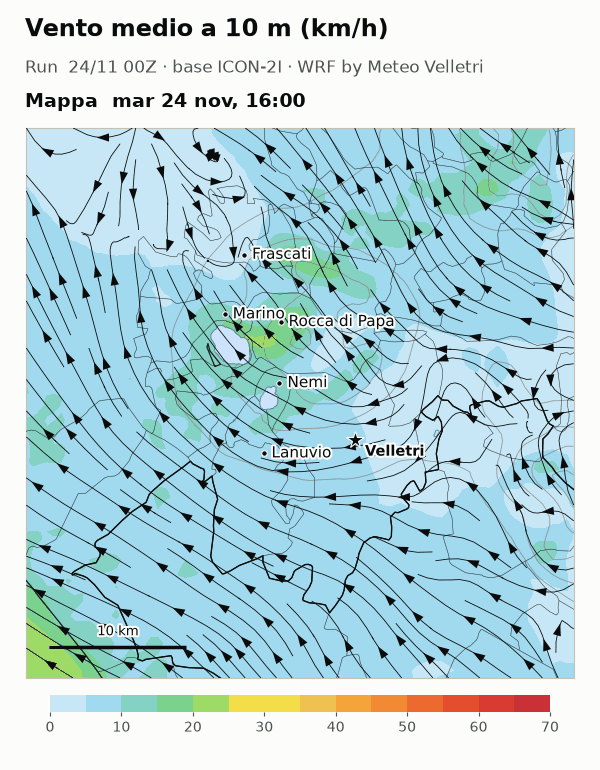 Vento medio a 10 m (km/h)
Run  24/11 00Z · base ICON-2I · WRF by Meteo Velletri
Mappa  mar 24 nov, 16:00
Frascati
Marino
Rocca di Papa
Nemi
Velletri
Lanuvio
10 km
0 10 20 30 40 50 60 70